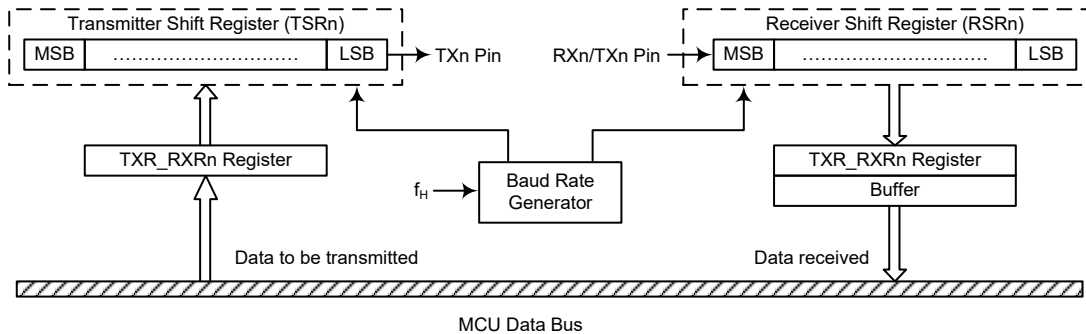 Transmitter Shift Register (TSRn)
Receiver Shift Register (RSRn)
MSB ………………………… LSB
TXn Pin
RXn/TXn Pin
MSB ………………………… LSB
TXR_RXRn Register
TXR_RXRn Register
Buffer
fH
Baud Rate
Generator
Data to be transmitted
Data received
MCU Data Bus